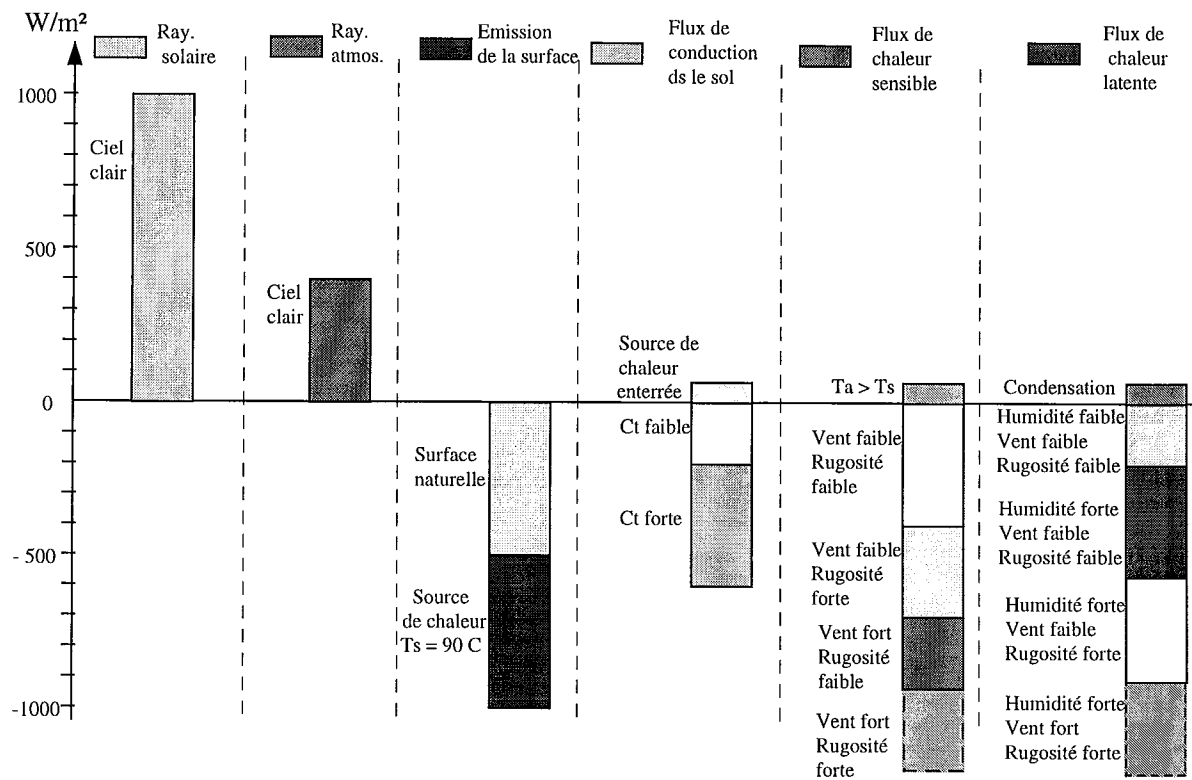 W/m²
Ray.
solaire
Ray.
atmos.
Emission
de la surface
Flux de
conduction
ds le sol
Flux de
chaleur
sensible
Flux de
chaleur
latente
1000
500
0
- 500
-1000
Ciel
clair
Ciel
clair
Surface
naturelle
Source
de chaleur
Ts = 90 C
Source de
chaleur
enterrée
Ct faible
Ct forte
Ta > Ts
Vent faible
Rugosité
faible
Vent faible
Rugosité
forte
Vent fort
Rugosité
faible
Vent fort
Rugosité
forte
Condensation
Humidité faible
Vent faible
Rugosité faible
Humidité forte
Vent faible
Rugosité faible
Humidité forte
Vent faible
Rugosité forte
Humidité forte
Vent fort
Rugosité forte